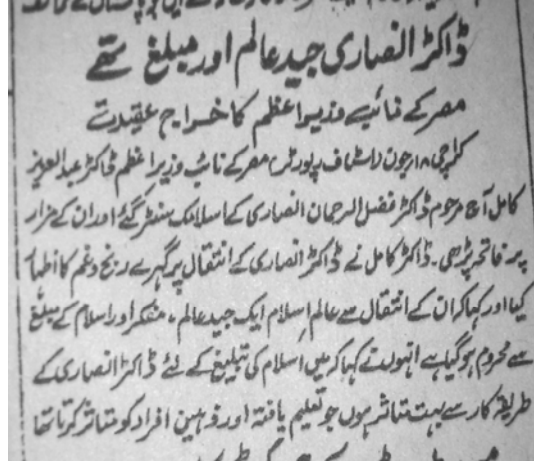 ڈاکٹر انصاری جید عالم اور مبلغ تھے
مصر کے نائب وزیر اعظم کا خراج عقیدت
کراچی ۱۸ جون (اسٹاف رپورٹر) مصر کے نائب وزیر اعظم ڈاکٹر عبدالعزیز
کامل آج مرحوم ڈاکٹر فضل الرحمان انصاری کے اسلامک سنٹر گئے اور ان کے مزار
پر فاتحہ پڑھی۔ ڈاکٹر کامل نے ڈاکٹر انصاری کے انتقال پر گہرے رنج و غم کا اظہار
کیا اور کہا کہ ان کے انتقال سے عالم اسلام ایک جید عالم، مفکر اور اسلام کے مبلغ
سے محروم ہو گیا ہے انہوں نے کہا کہ میں اسلام کی تبلیغ کے لئے ڈاکٹر انصاری کے
طریقہ کار سے بہت متاثر ہوں جو تعلیم یافتہ اور ذہین افراد کو متاثر کرتا تھا